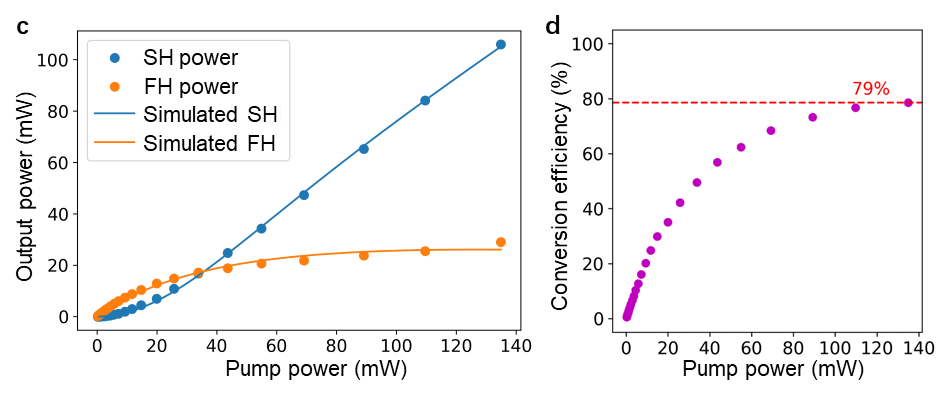 c
SH power
FH power
Simulated SH
Simulated FH
Output power (mW)
100
80
60
40
20
0
0 20 40 60 80 100 120 140
Pump power (mW)
d
79%
Conversion efficiency (%)
100
80
60
40
20
0
0 20 40 60 80 100 120 140
Pump power (mW)